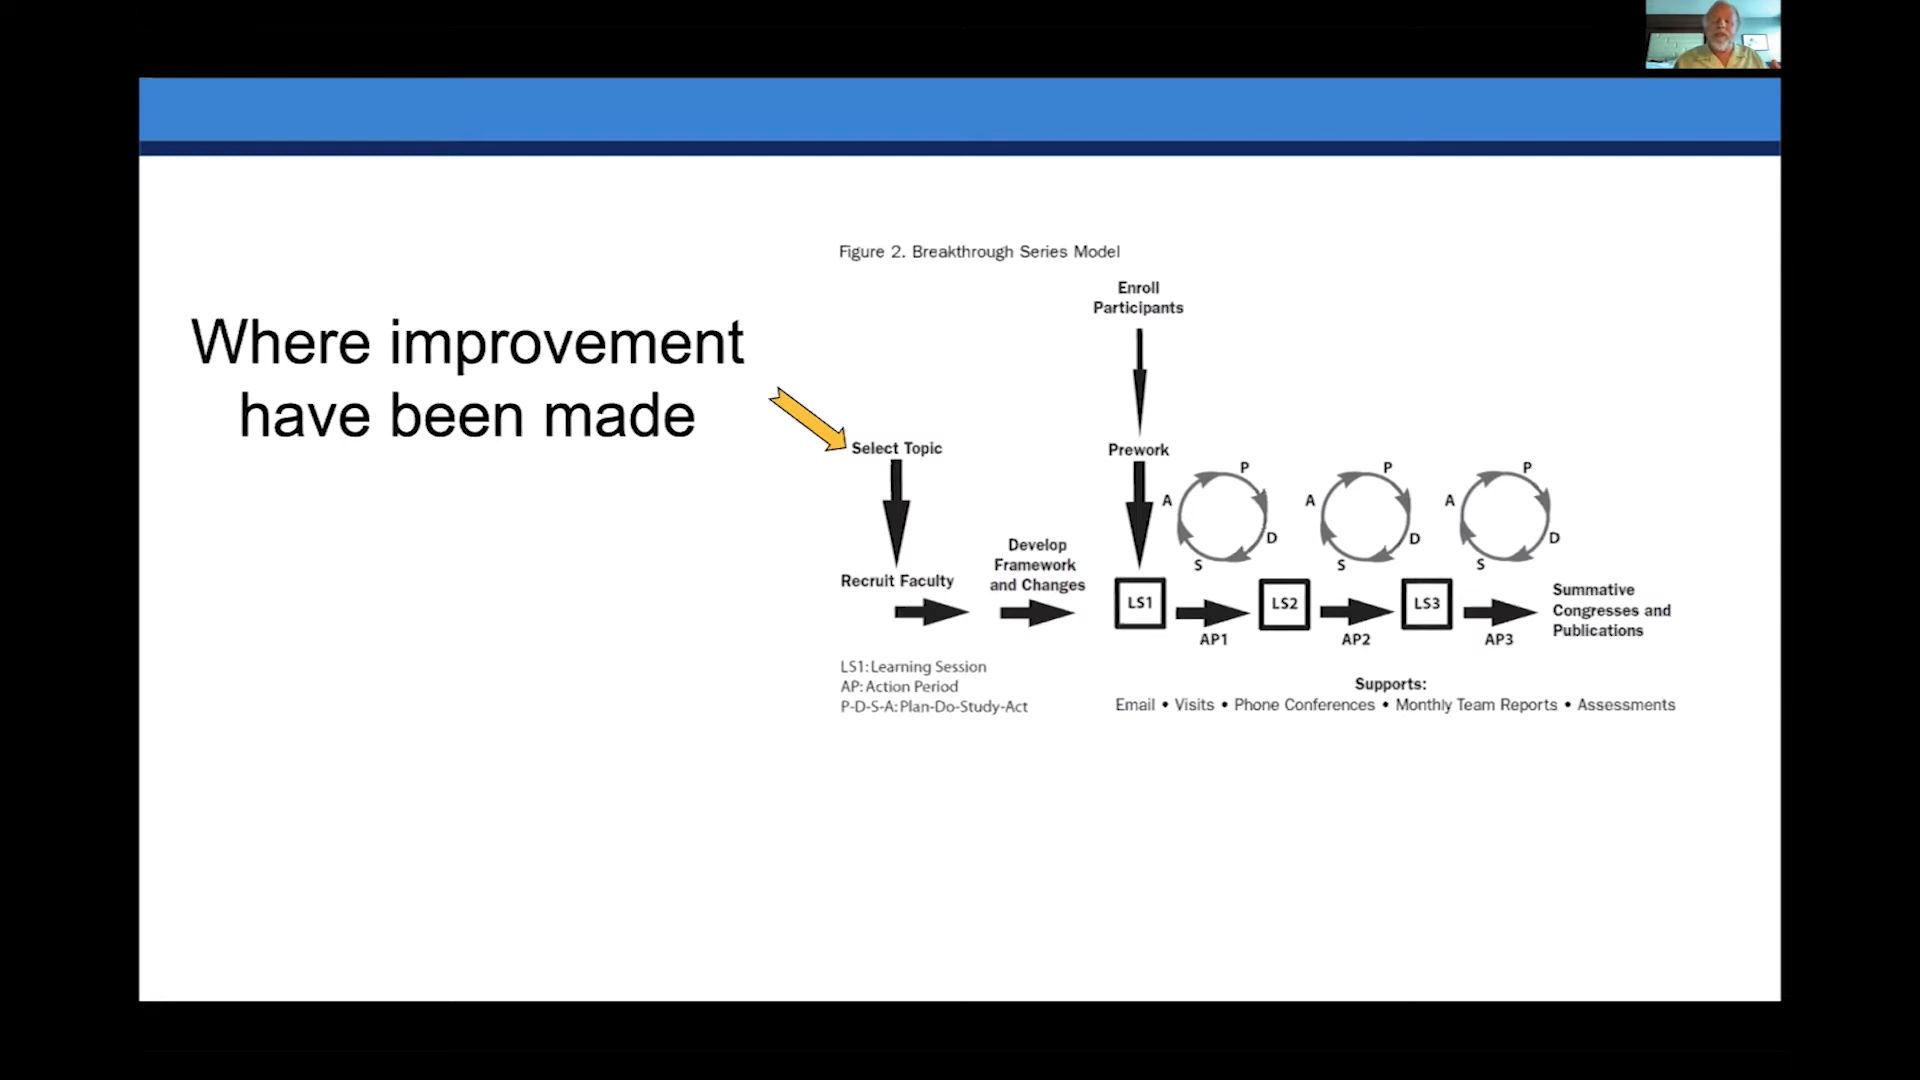 Where improvement
have been made
Figure 2. Breakthrough Series Model
Enroll
Participants
Select Topic
Prework
P
A
D
S
P
A
D
S
P
A
D
S
Recruit Faculty
Develop
Framework
and Changes
LS1
LS2
LS3
AP1
AP2
AP3
Summative
Congresses and
Publications
LS1: Learning Session
AP: Action Period
P-D-S-A: Plan-Do-Study-Act
Supports:
Email • Visits • Phone Conferences • Monthly Team Reports • Assessments